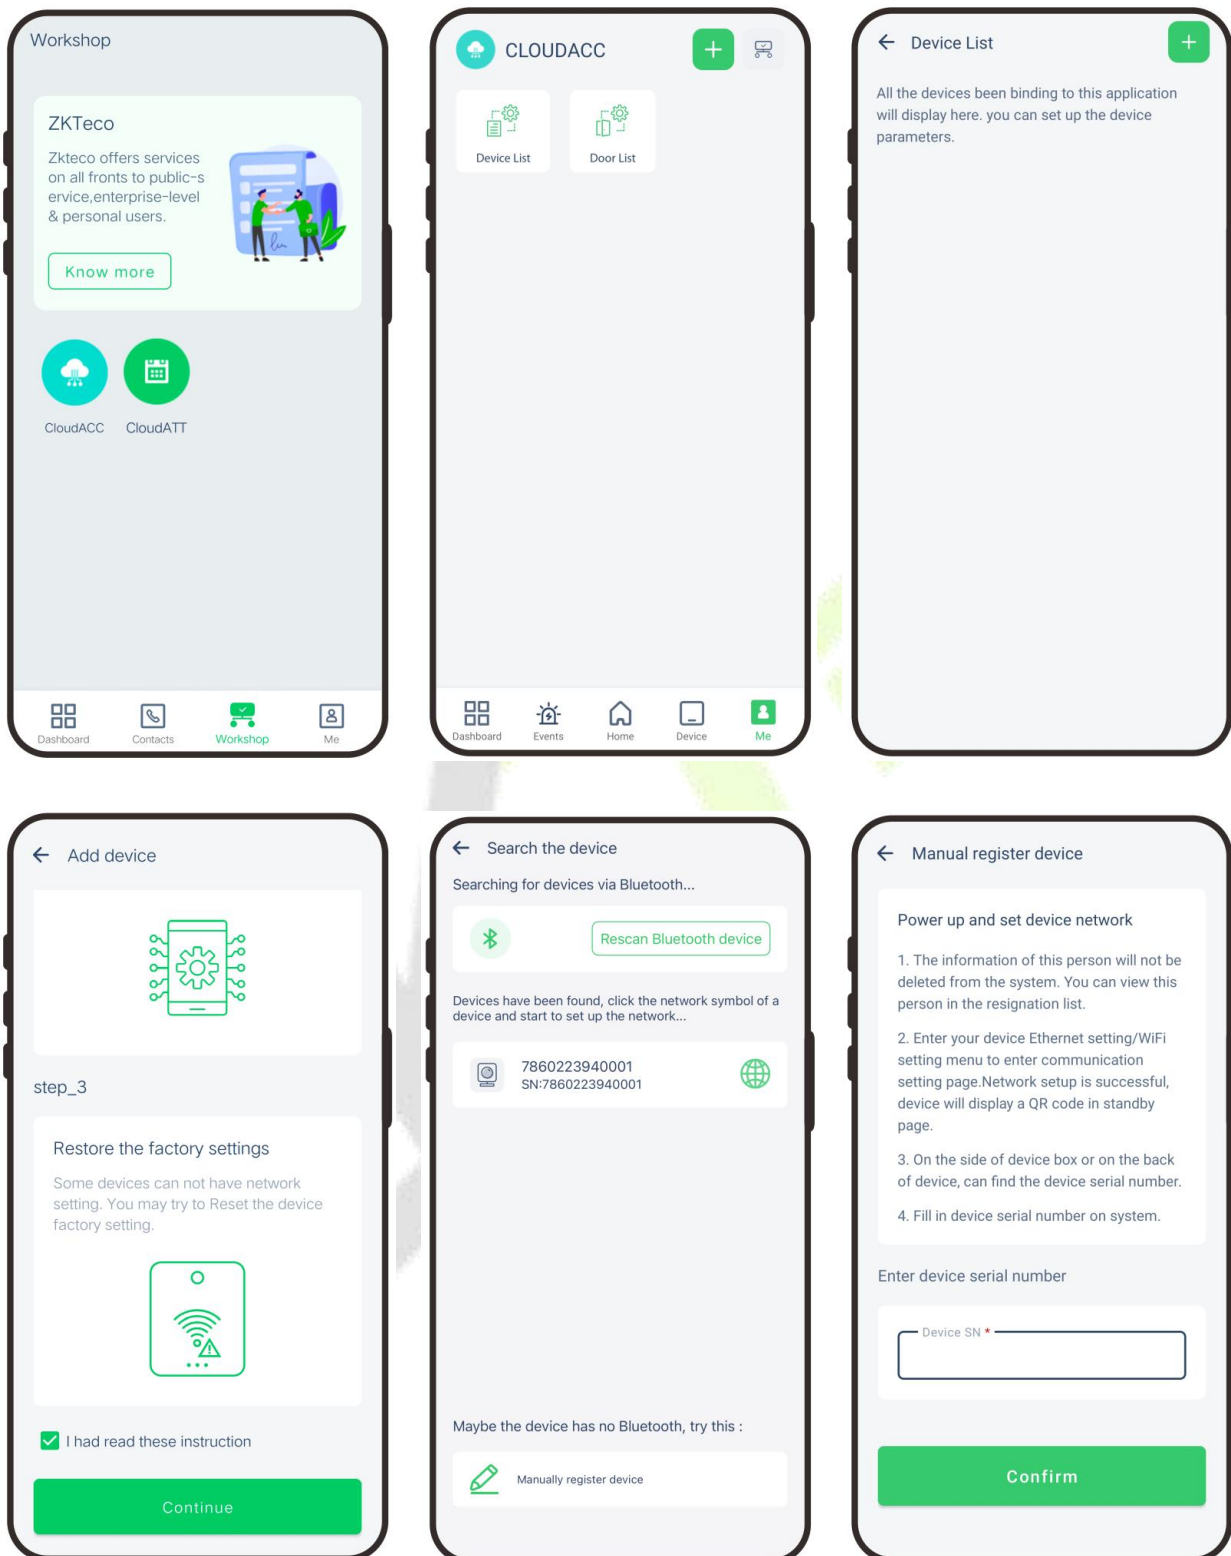 Workshop
ZKTeco
Zkteco offers services
on all fronts to public-s
ervice,enterprise-level
& personal users.
Know more
CloudACC
CloudATT
Dashboard
Contacts
Workshop
Me
CLOUDACC
Device List
Door List
Dashboard
Events
Home
Device
Me
Device List
All the devices been binding to this application
will display here. you can set up the device
parameters.
Add device
step_3
Restore the factory settings
Some devices can not have network
setting. You may try to Reset the device
factory setting.
I had read these instruction
Continue
Search the device
Searching for devices via Bluetooth...
Rescan Bluetooth device
Devices have been found, click the network symbol of a
device and start to set up the network...
7860223940001
SN:7860223940001
Maybe the device has no Bluetooth, try this :
Manually register device
Manual register device
Power up and set device network
1. The information of this person will not be
deleted from the system. You can view this
person in the resignation list.
2. Enter your device Ethernet setting/WiFi
setting menu to enter communication
setting page.Network setup is successful,
device will display a QR code in standby
page.
3. On the side of device box or on the back
of device, can find the device serial number.
4. Fill in device serial number on system.
Enter device serial number
Device SN *
Confirm